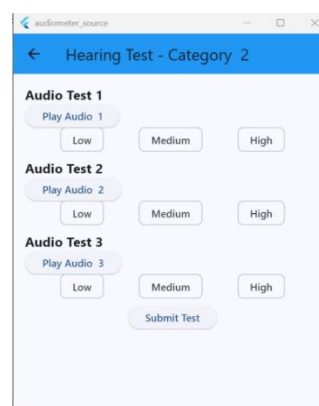 audiometer_source
Hearing Test - Category 2
Audio Test 1
Play Audio 1
Low Medium High
Audio Test 2
Play Audio 2
Low Medium High
Audio Test 3
Play Audio 3
Low Medium High
Submit Test